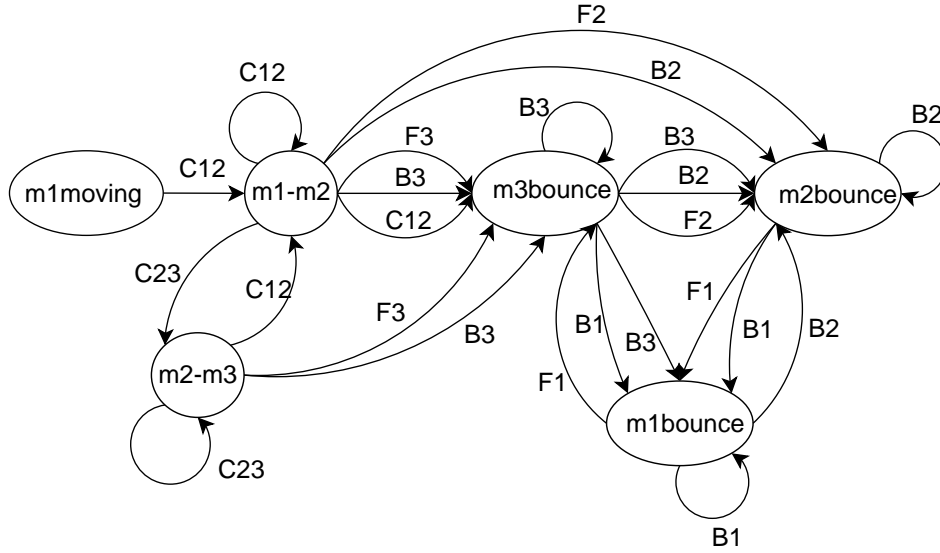 F2
C12
B2
B3
B2
F3
B3
C12
B3
B2
m1moving
m1-m2
m3bounce
m2bounce
C12
F2
C23
C12
F1
F3
B1
B3
B1
B2
B3
m2-m3
F1
m1bounce
C23
B1